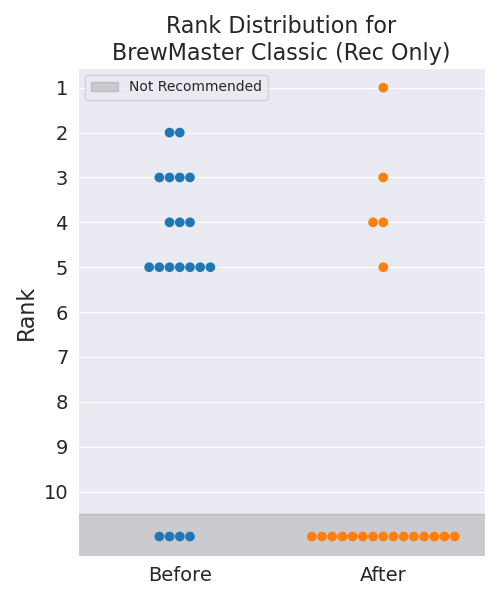 Rank Distribution for
BrewMaster Classic (Rec Only)
Not Recommended
1
2
3
4
5
6
7
8
9
10
Rank
Before
After